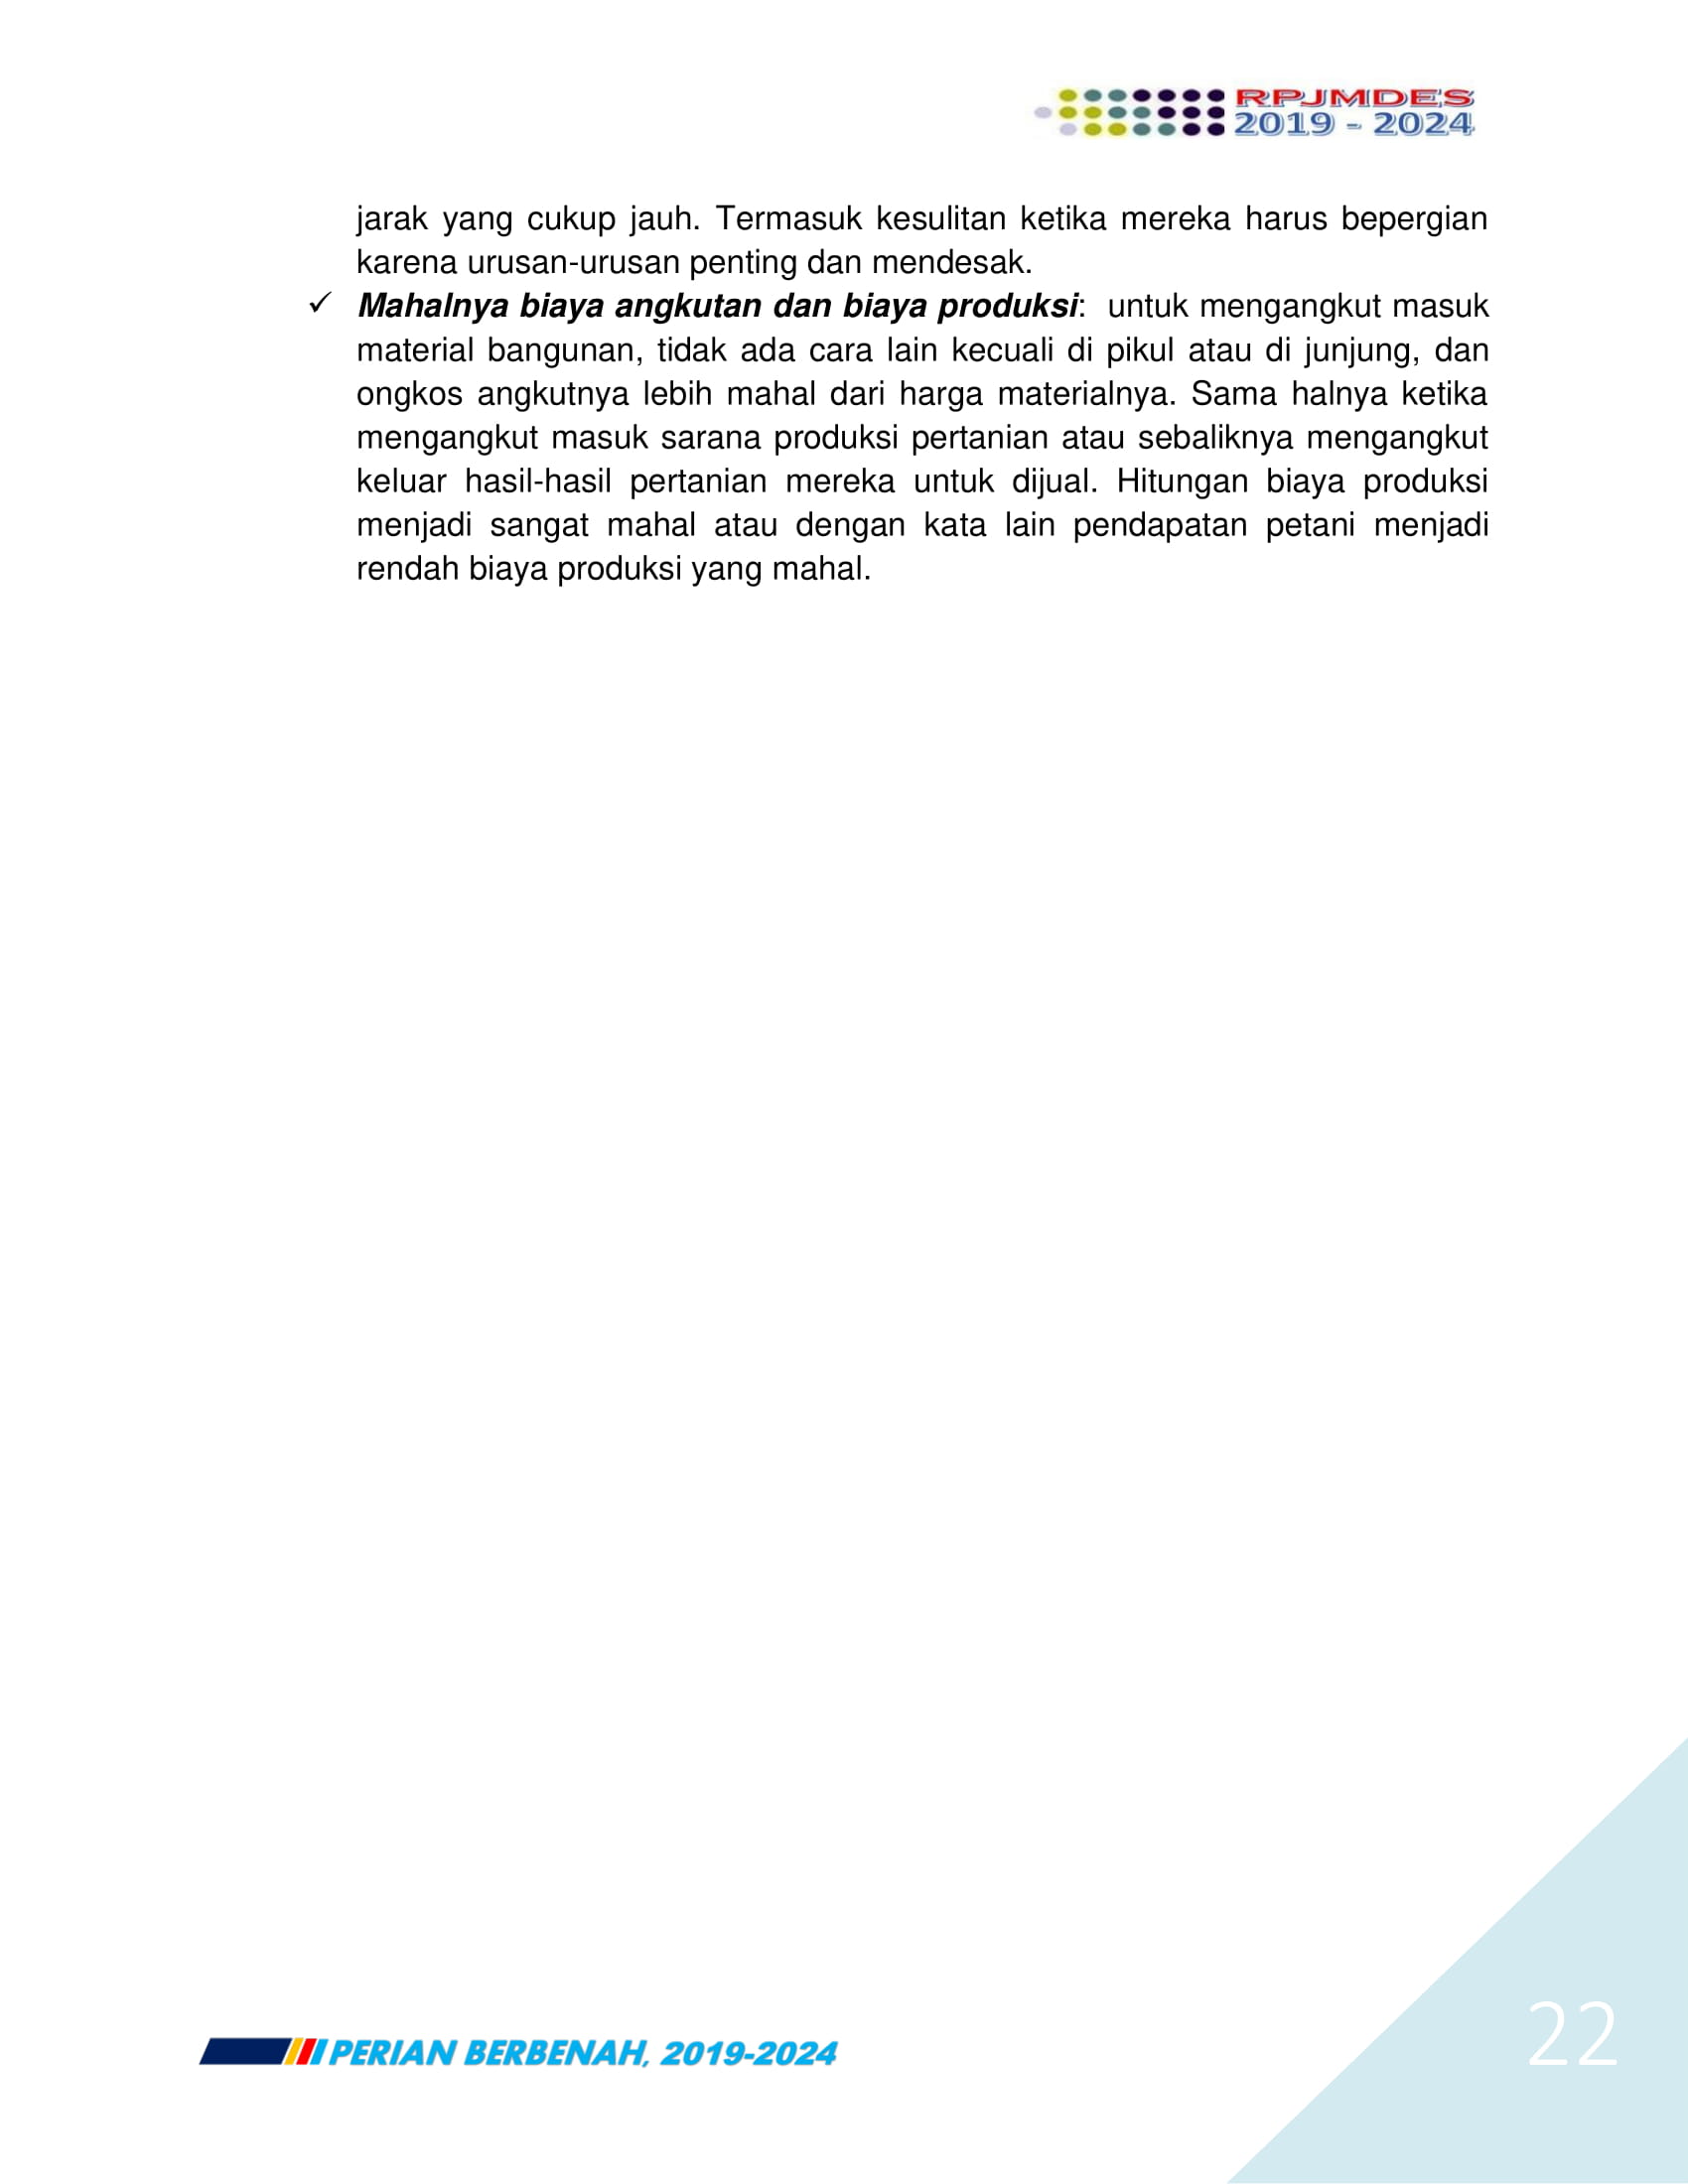 RPJMDES
2019 - 2024
jarak yang cukup jauh. Termasuk kesulitan ketika mereka harus bepergian
karena urusan-urusan penting dan mendesak.
✓ Mahalnya biaya angkutan dan biaya produksi:  untuk mengangkut masuk
material bangunan, tidak ada cara lain kecuali di pikul atau di junjung, dan
ongkos angkutnya lebih mahal dari harga materialnya. Sama halnya ketika
mengangkut masuk sarana produksi pertanian atau sebaliknya mengangkut
keluar hasil-hasil pertanian mereka untuk dijual. Hitungan biaya produksi
menjadi sangat mahal atau dengan kata lain pendapatan petani menjadi
rendah biaya produksi yang mahal.
PERIAN BERBENAH, 2019-2024
22